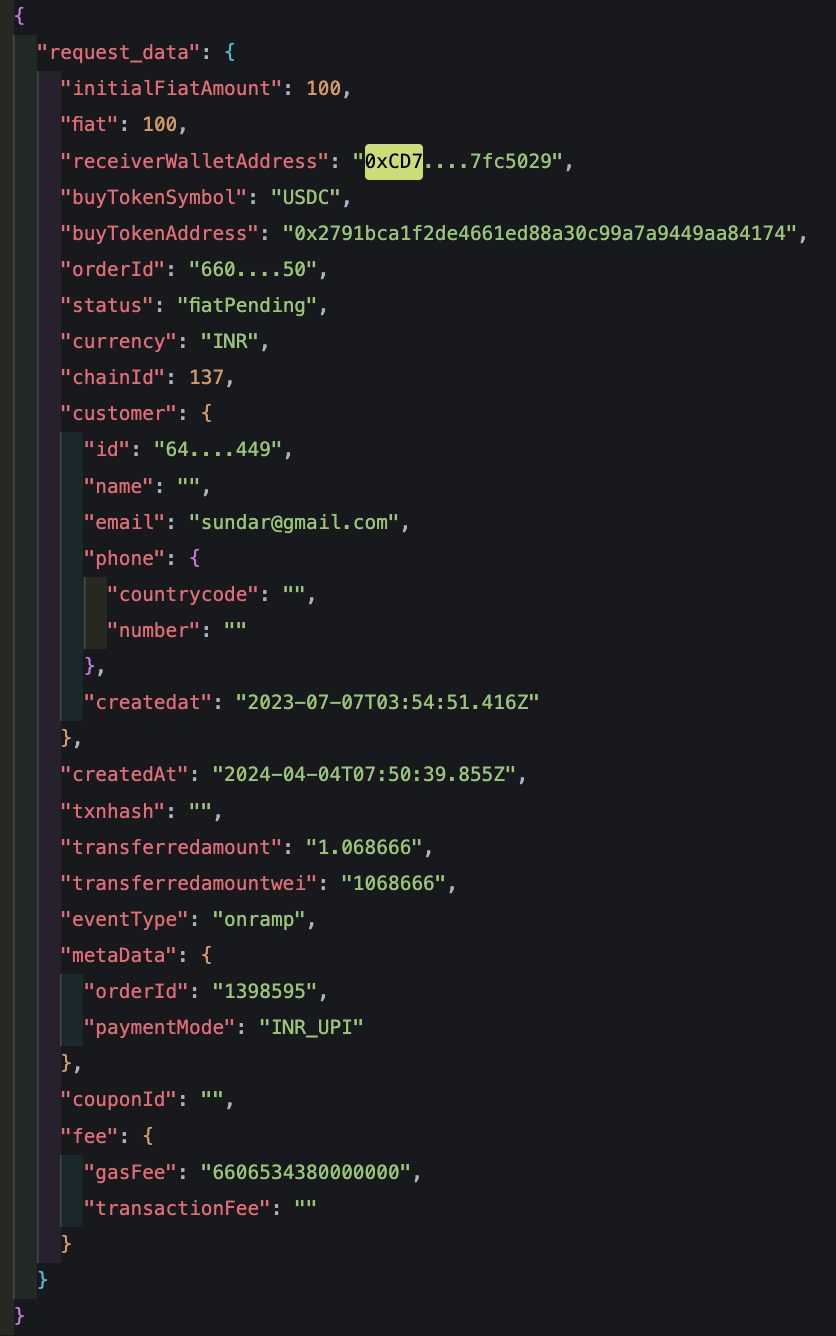 {
"request_data": {
"initialFiatAmount": 100,
"fiat": 100,
"receiverWalletAddress": "0xCD7....7fc5029",
"buyTokenSymbol": "USDC",
"buyTokenAddress": "0x2791bca1f2de4661ed88a30c99a7a9449aa84174",
"orderId": "660....50",
"status": "fiatPending",
"currency": "INR",
"chainId": 137,
"customer": {
"id": "64....449",
"name": "",
"email": "sundar@gmail.com",
"phone": {
"countrycode": "",
"number": ""
},
"createdat": "2023-07-07T03:54:51.416Z"
},
"createdAt": "2024-04-04T07:50:39.855Z",
"txnhash": "",
"transferredamount": "1.068666",
"transferredamountwei": "1068666",
"eventType": "onramp",
"metaData": {
"orderId": "1398595",
"paymentMode": "INR_UPI"
},
"couponId": "",
"fee": {
"gasFee": "6606534380000000",
"transactionFee": ""
}
}
}